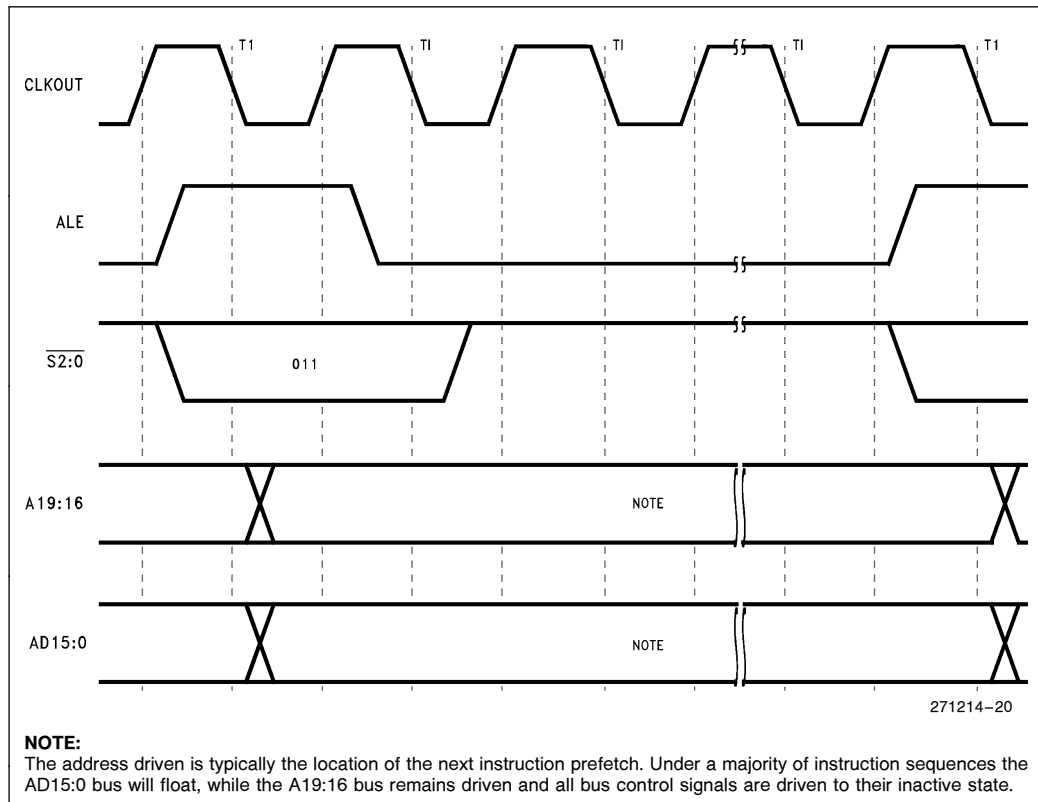 T1 TI TI TI T1
CLKOUT
ALE
S2:0
011
A19:16
NOTE
AD15:0
NOTE
271214–20
NOTE:
The address driven is typically the location of the next instruction prefetch. Under a majority of instruction sequences the
AD15:0 bus will float, while the A19:16 bus remains driven and all bus control signals are driven to their inactive state.